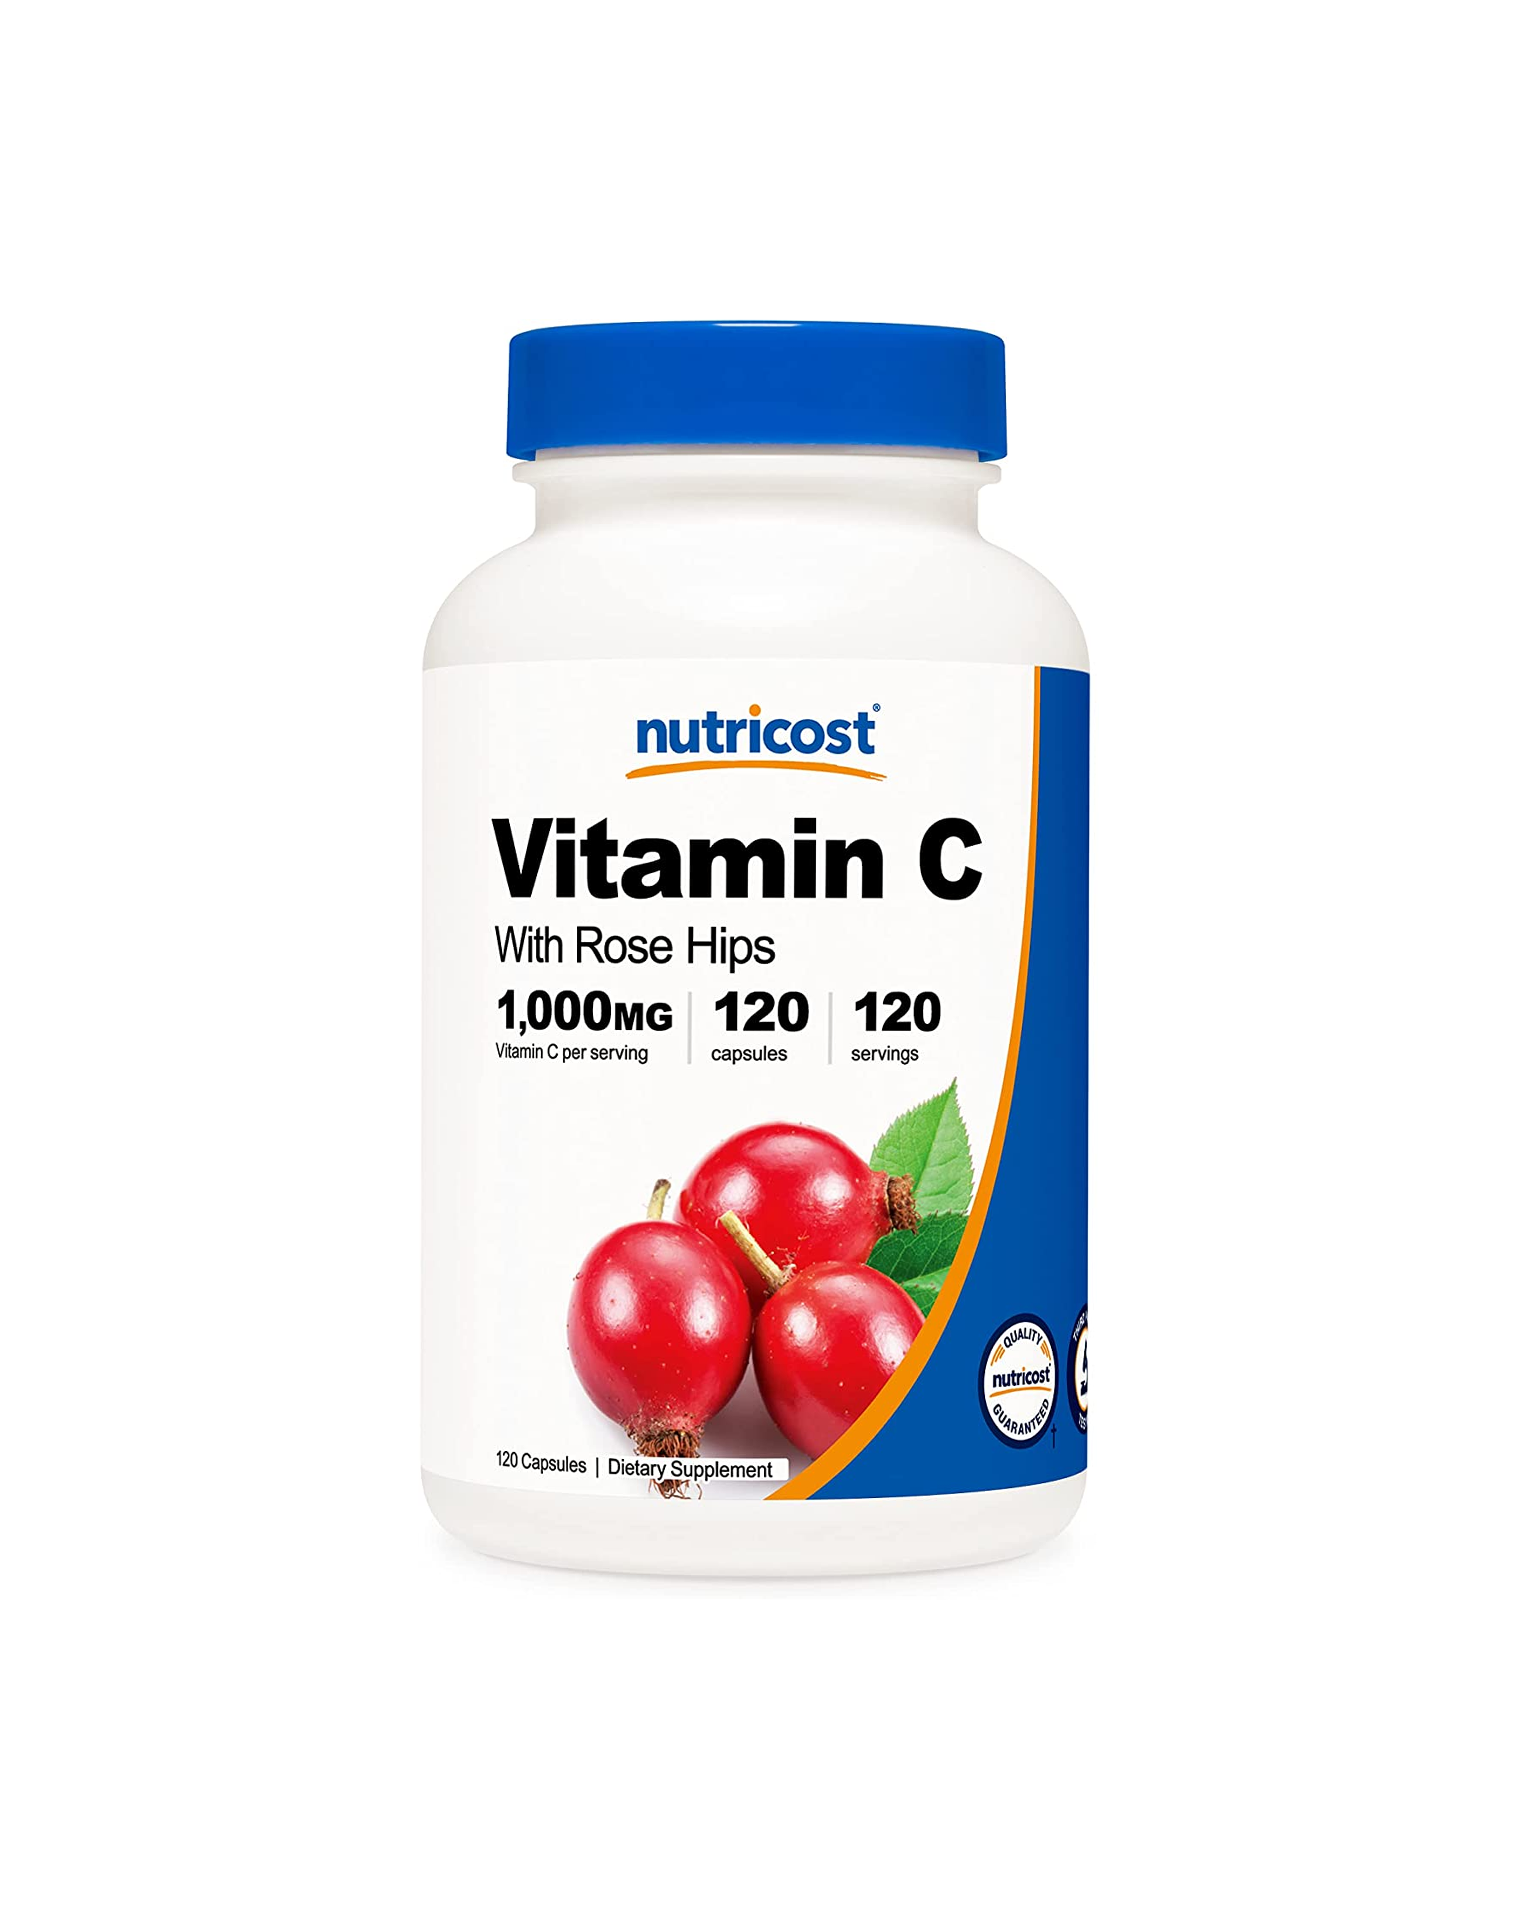 nutricost®
Vitamin C
With Rose Hips
1,000MG | 120 | 120
Vitamin C per serving capsules servings
120 Capsules | Dietary Supplement
QUALITY
nutricost
GUARANTEED
†